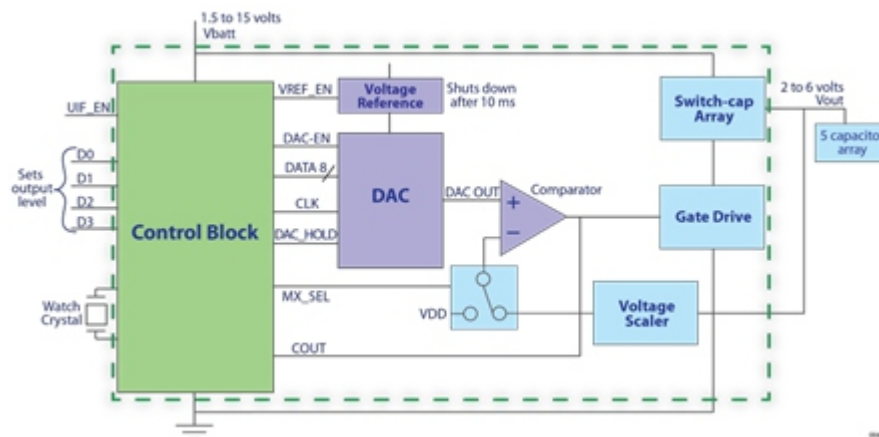 1.5 to 15 volts
Vbatt
UIF_EN
D0
D1
D2
D3
Sets
output
level
Watch
Crystal
Control Block
VREF_EN
DAC-EN
DATA 8
CLK
DAC_HOLD
MX_SEL
COUT
Voltage
Reference
Shuts down
after 10 ms
DAC
DAC OUT
Comparator
+
−
VDD
Voltage
Scaler
Switch-cap
Array
Gate Drive
2 to 6 volts
Vout
5 capacitor
array